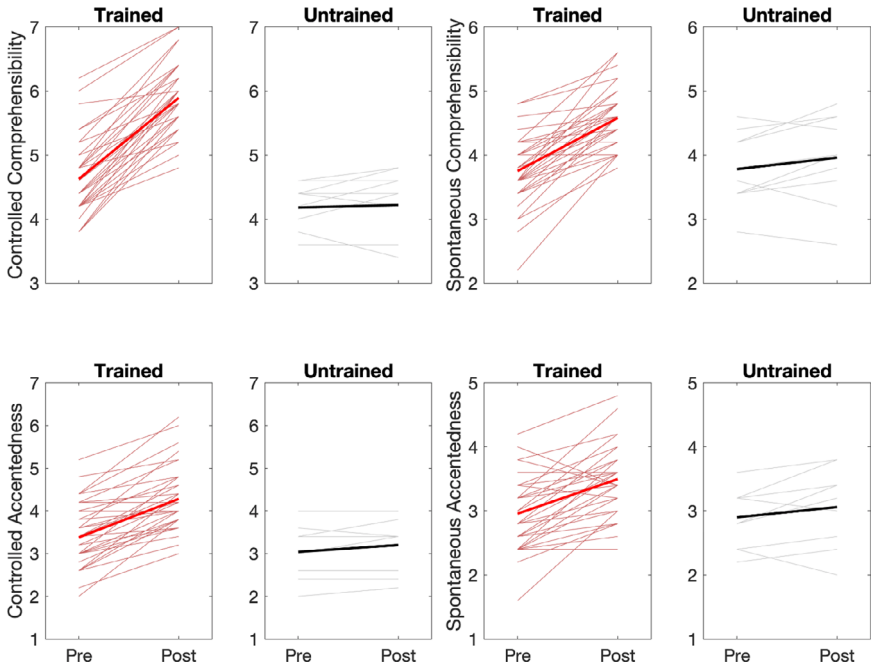 Trained
Untrained
Trained
Untrained
Controlled Comprehensibility
7
6
5
4
3
7
6
5
4
3
Spontaneous Comprehensibility
6
5
4
3
2
6
5
4
3
2
Trained
Untrained
Trained
Untrained
Controlled Accentedness
7
6
5
4
3
2
1
7
6
5
4
3
2
1
Spontaneous Accentedness
5
4
3
2
1
5
4
3
2
1
Pre Post
Pre Post
Pre Post
Pre Post